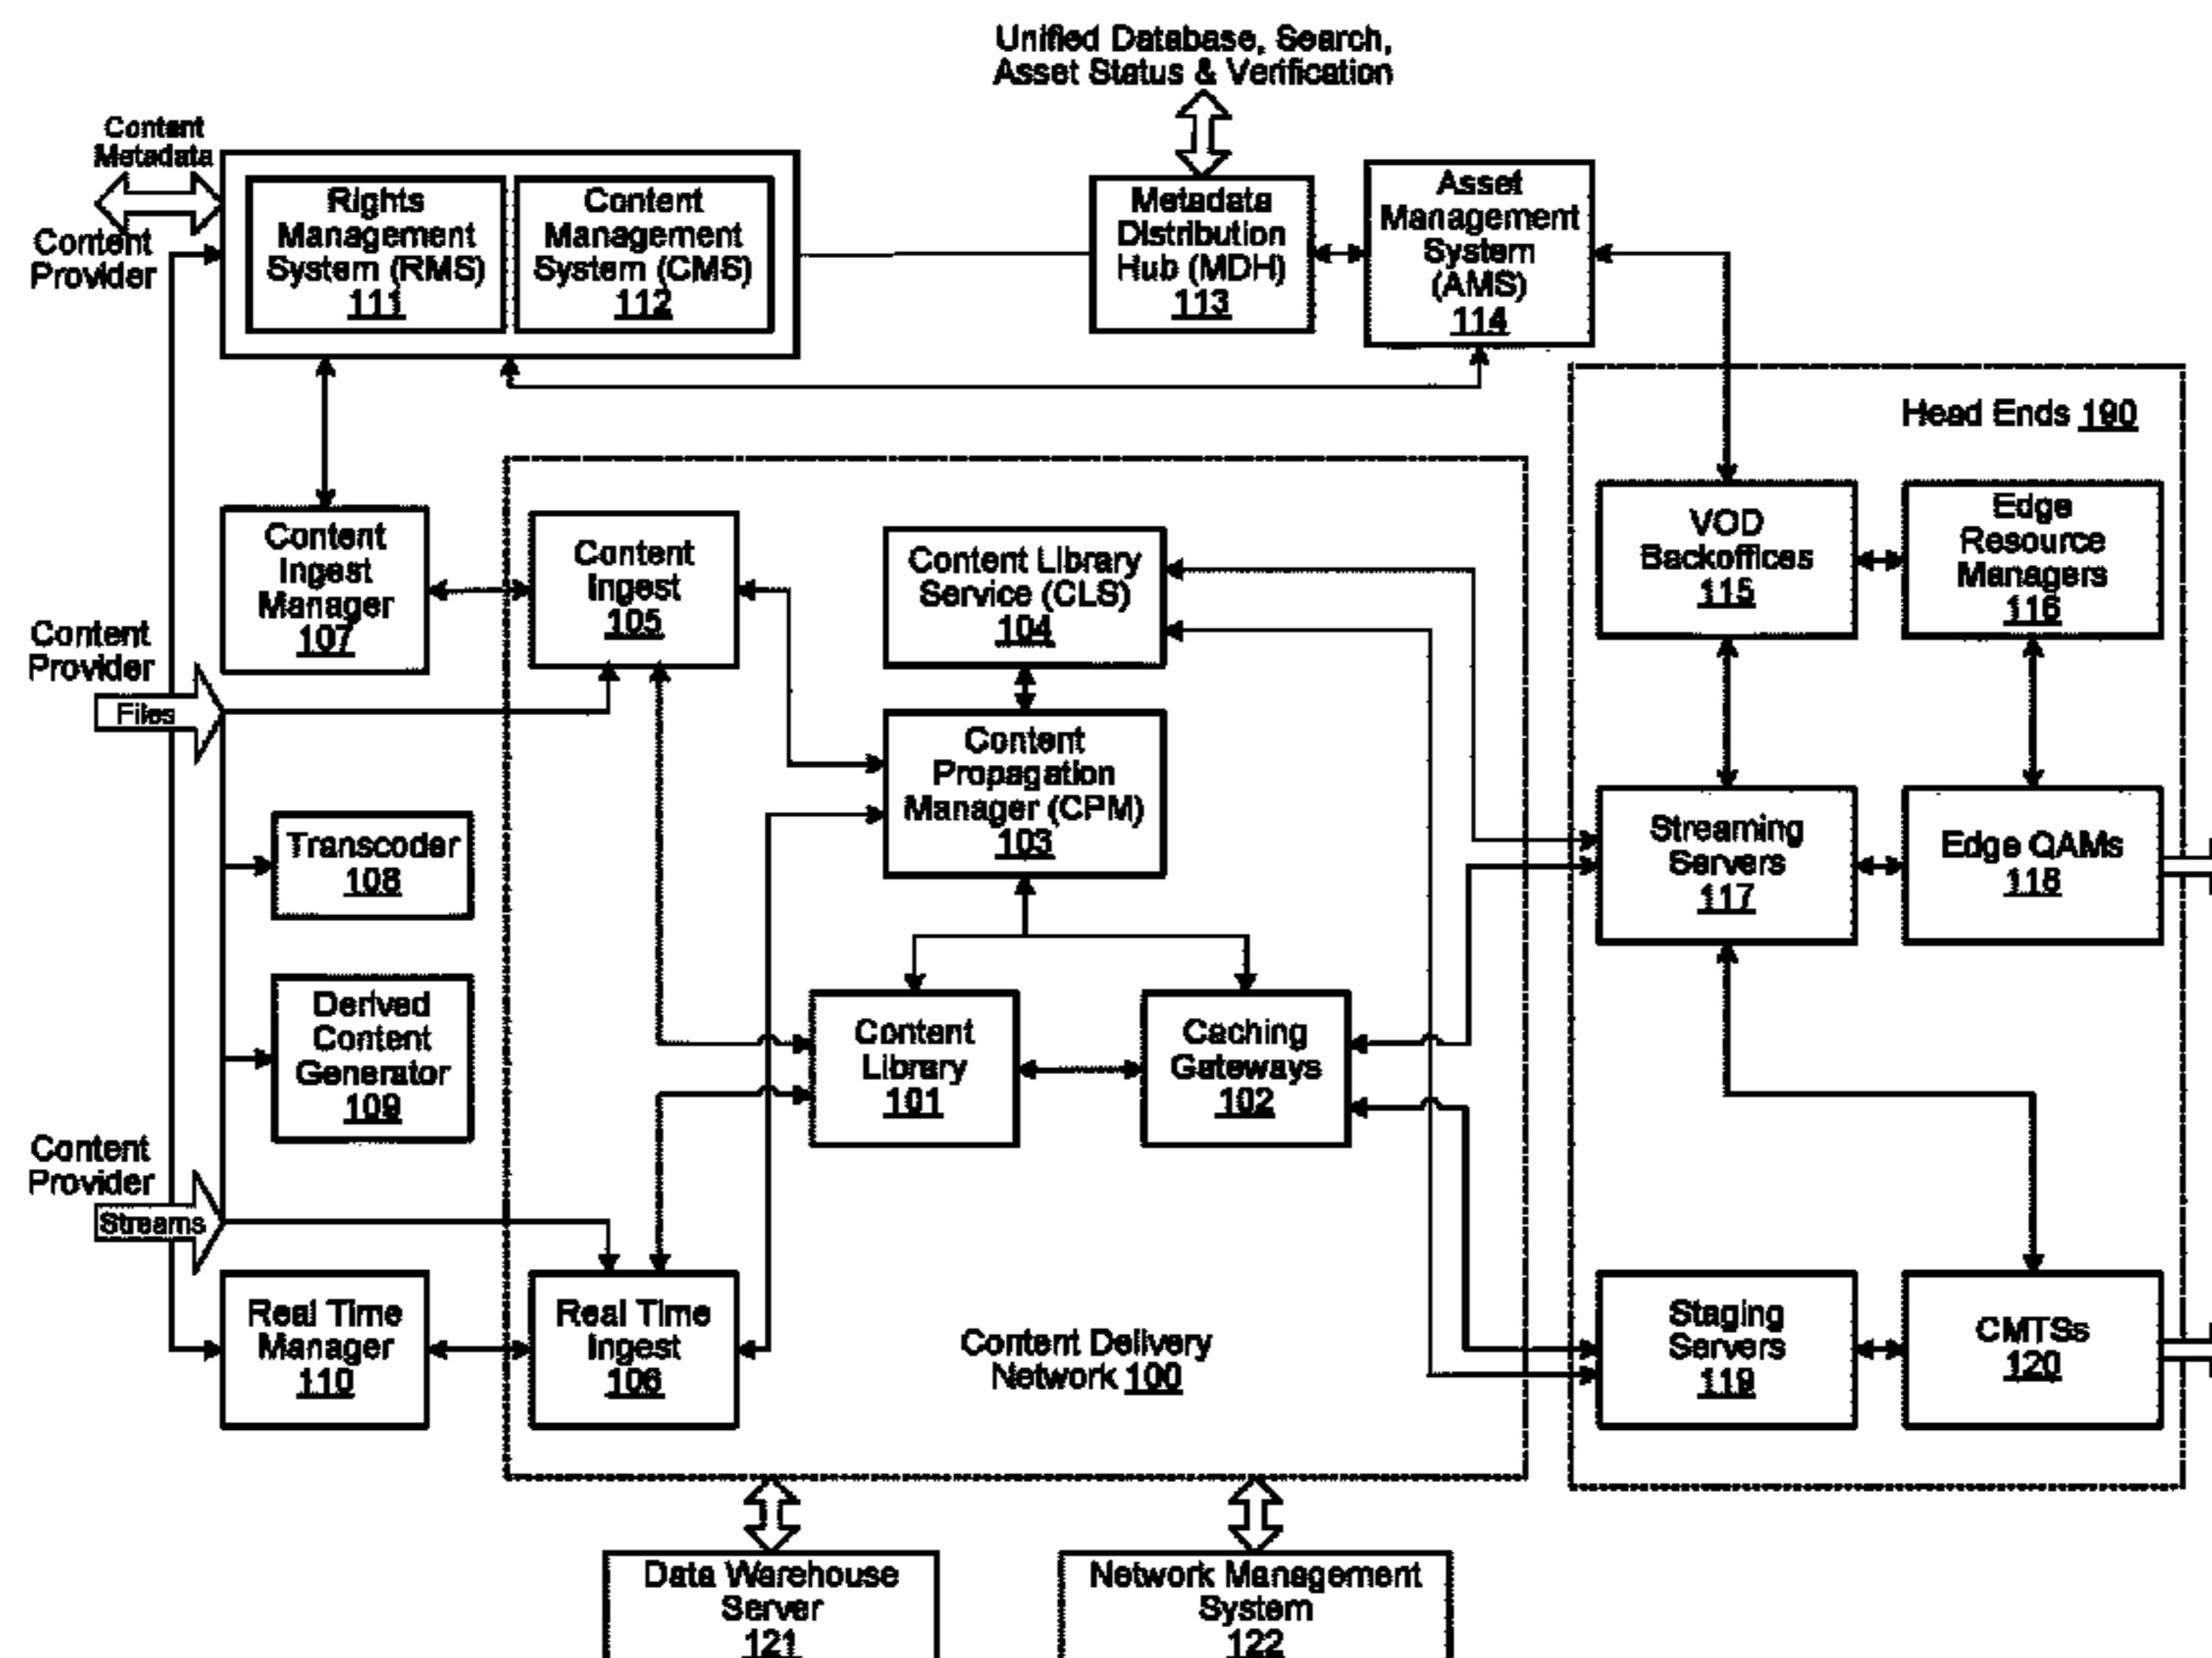 Unified Database, Search,
Asset Status & Verification
Content
Metadata
Content
Provider
Rights
Management
System (RMS)
111
Content
Management
System (CMS)
112
Metadata
Distribution
Hub (MDH)
113
Asset
Management
System
(AMS)
114
Head Ends 190
Content
Ingest
Manager
107
Content
Ingest
105
Content Library
Service (CLS)
104
VOD
Backoffices
115
Edge
Resource
Managers
116
Content
Provider
Files
Content
Propagation
Manager (CPM)
103
Transcoder
108
Streaming
Servers
117
Edge QAMs
118
Derived
Content
Generator
109
Content
Library
101
Caching
Gateways
102
Content
Provider
Streams
Real Time
Manager
110
Real Time
Ingest
106
Content Delivery
Network 100
Staging
Servers
119
CMTSs
120
Data Warehouse
Server
121
Network Management
System
122